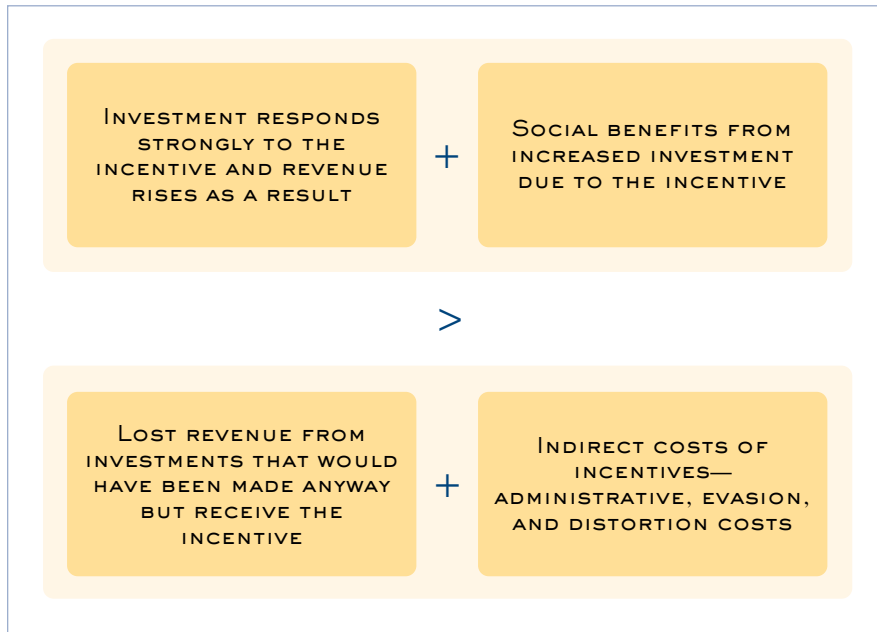 Investment responds
strongly to the
incentive and revenue
rises as a result
+
Social benefits from
increased investment
due to the incentive
>
Lost revenue from
investments that would
have been made anyway
but receive the
incentive
+
Indirect costs of
incentives—
administrative, evasion,
and distortion costs